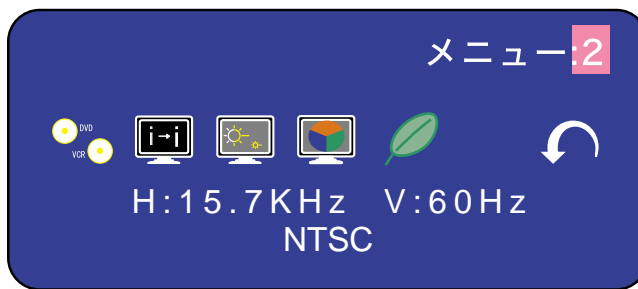 メニュー:2
DVD
VCR
i→i
H:15.7KHz V:60Hz
NTSC